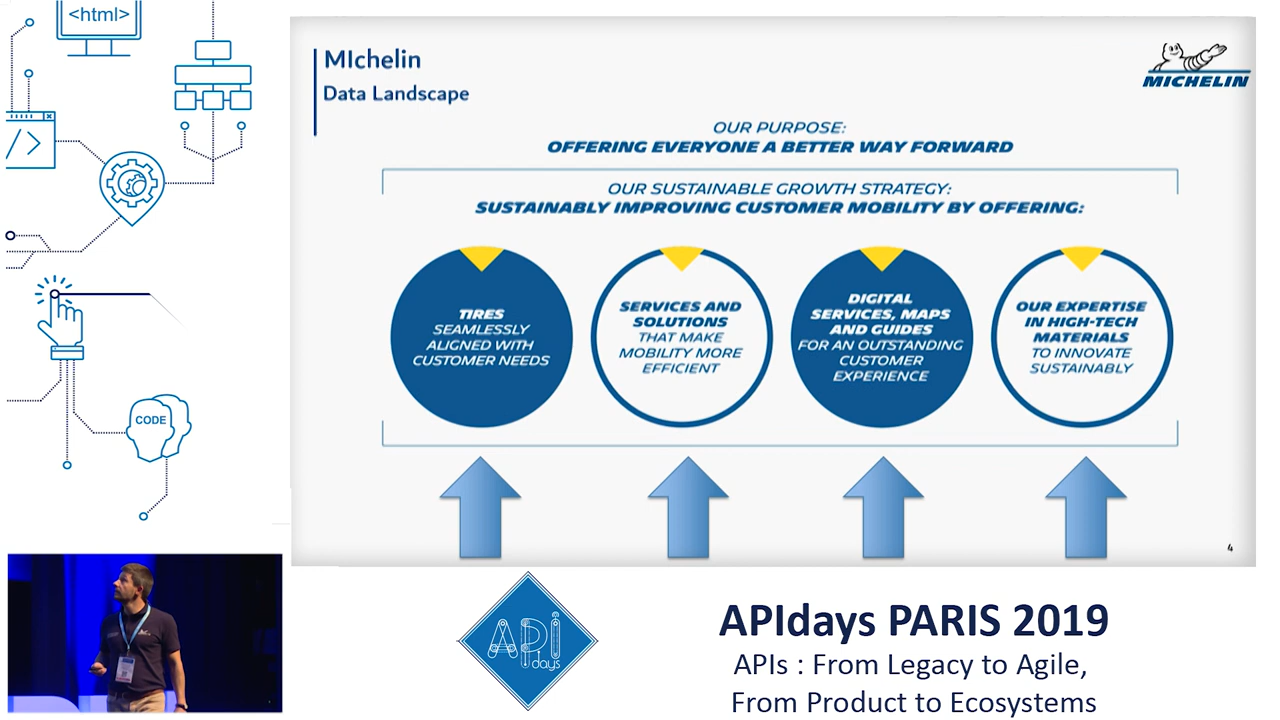 <html>
</>
CODE
MIchelin
Data Landscape
MICHELIN
OUR PURPOSE:
OFFERING EVERYONE A BETTER WAY FORWARD
OUR SUSTAINABLE GROWTH STRATEGY:
SUSTAINABLY IMPROVING CUSTOMER MOBILITY BY OFFERING:
TIRES
SEAMLESSLY
ALIGNED WITH
CUSTOMER NEEDS
SERVICES AND
SOLUTIONS
THAT MAKE
MOBILITY MORE
EFFICIENT
DIGITAL
SERVICES, MAPS
AND GUIDES
FOR AN OUTSTANDING
CUSTOMER
EXPERIENCE
OUR EXPERTISE
IN HIGH-TECH
MATERIALS
TO INNOVATE
SUSTAINABLY
4
API
days
APIdays PARIS 2019
APIs : From Legacy to Agile,
From Product to Ecosystems